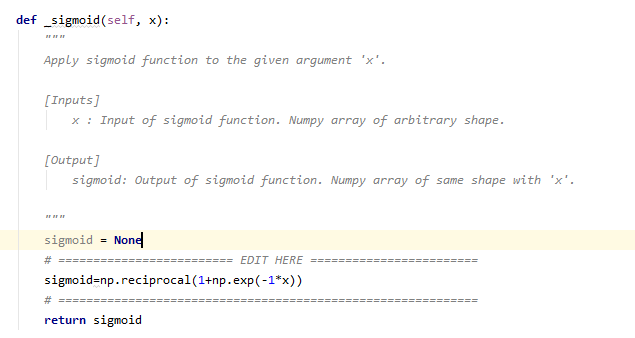 def _sigmoid(self, x):
"""
Apply sigmoid function to the given argument 'x'.
[Inputs]
x : Input of sigmoid function. Numpy array of arbitrary shape.
[Output]
sigmoid: Output of sigmoid function. Numpy array of same shape with 'x'.
"""
sigmoid = None
# ========================= EDIT HERE ========================
sigmoid=np.reciprocal(1+np.exp(-1*x))
# ============================================================
return sigmoid